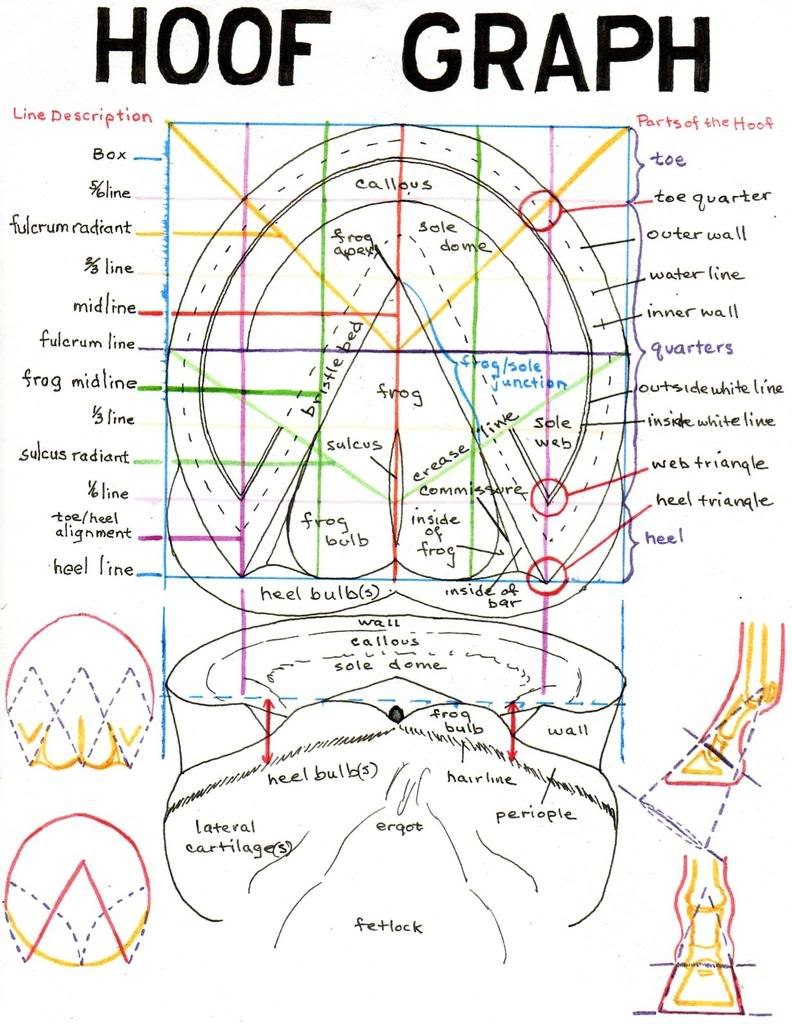 HOOF GRAPH
Line Description
Box
5/6 line
fulcrum radiant
2/3 line
midline
fulcrum line
frog midline
1/3 line
sulcus radiant
1/6 line
toe/heel
alignment
heel line
Parts of the Hoof
toe
toe quarter
outer wall
water line
inner wall
quarters
outside white line
inside white line
web triangle
heel triangle
heel
callous
frog
apex
sole
dome
bristle bed
frog/sole
junction
frog
crease line
sole
web
sulcus
commissure
frog
bulb
inside
of
frog
heel bulb(s)
inside of
bar
wall
callous
sole dome
frog
bulb
wall
heel bulb(s)
hairline
periople
lateral
cartilage(s)
ergot
fetlock